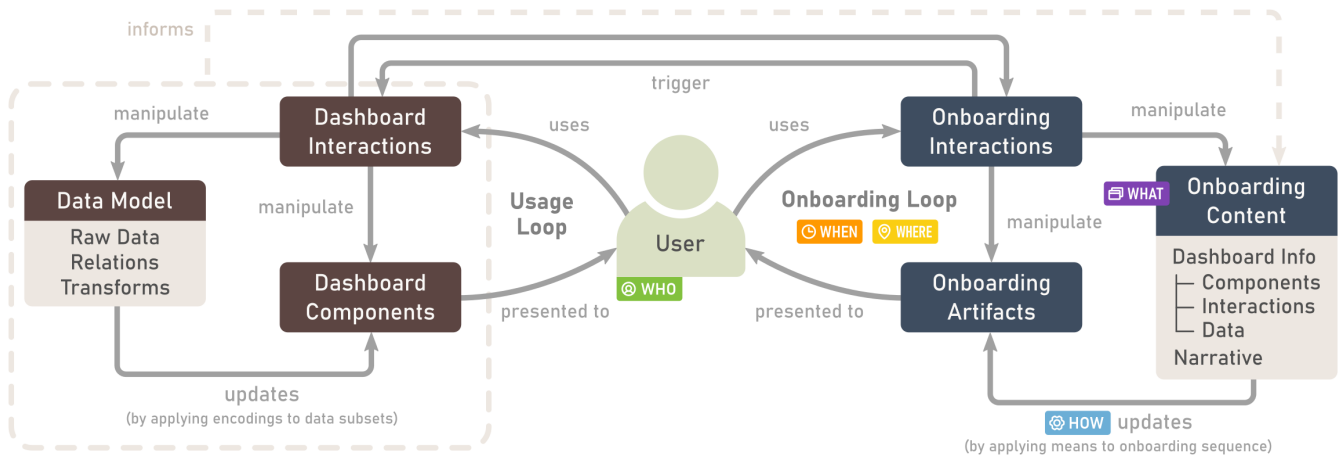 informs
trigger
manipulate
Dashboard
Interactions
uses
uses
Onboarding
Interactions
manipulate
Data Model
Raw Data
Relations
Transforms
manipulate
Usage
Loop
User
WHO
Onboarding Loop
WHEN
WHERE
manipulate
WHAT
Onboarding
Content
Dashboard Info
Components
Interactions
Data
Narrative
Dashboard
Components
presented to
presented to
Onboarding
Artifacts
updates
(by applying encodings to data subsets)
HOW
updates
(by applying means to onboarding sequence)